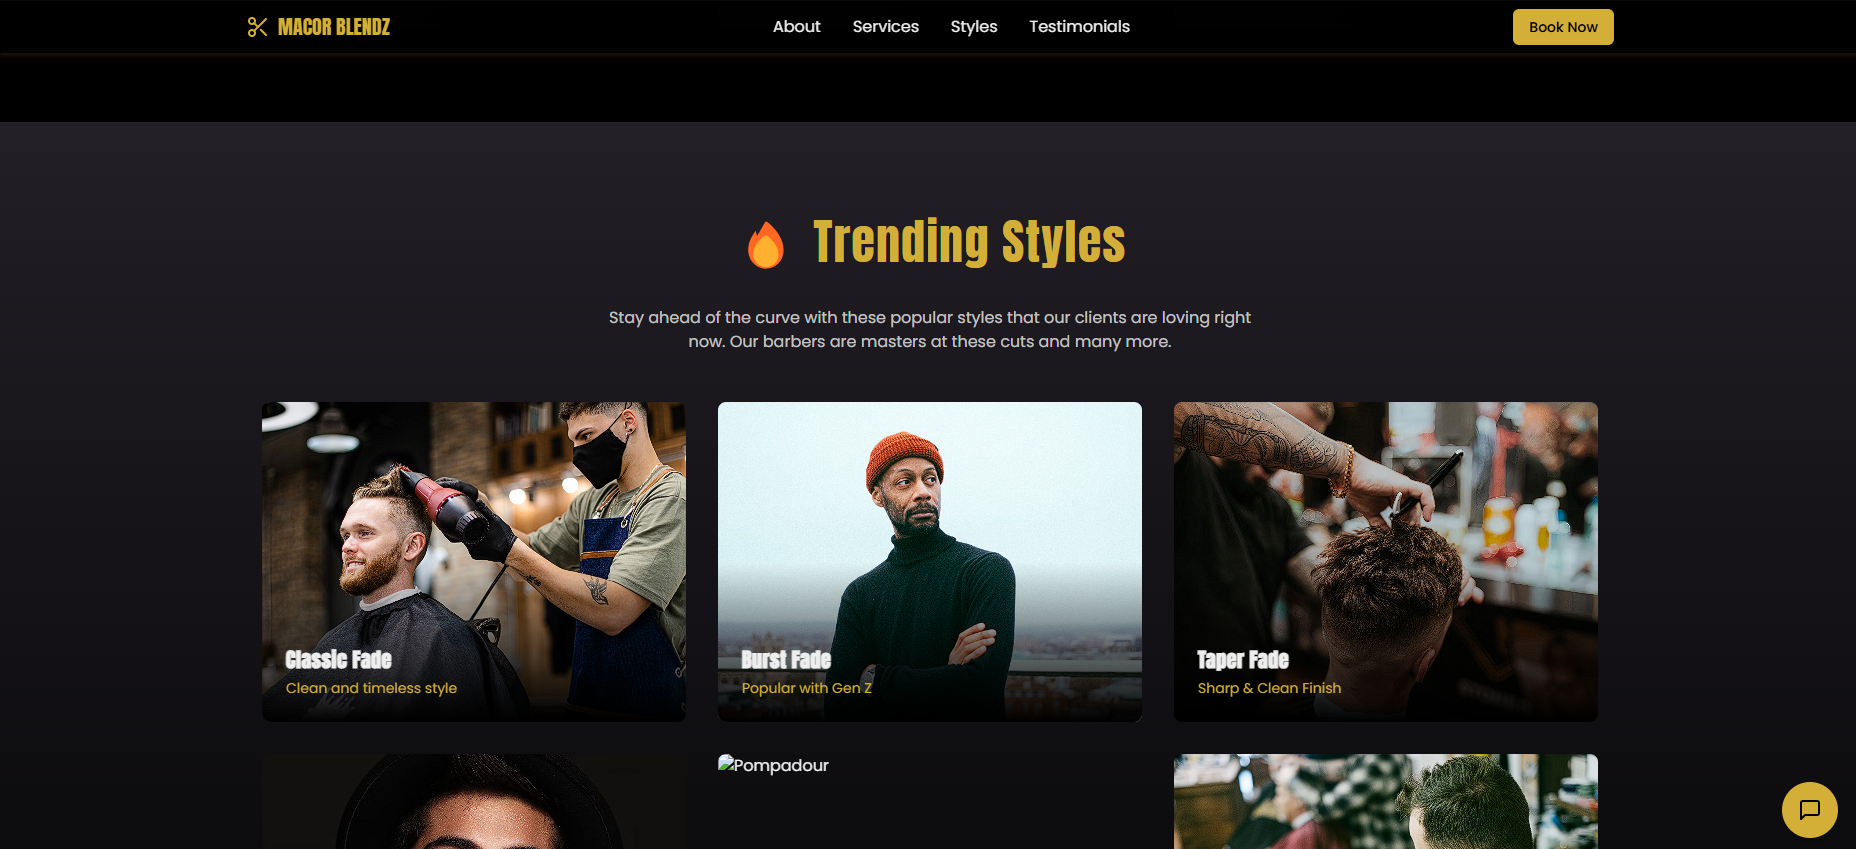 MACOR BLENDZ
About Services Styles Testimonials
Book Now
Trending Styles
Stay ahead of the curve with these popular styles that our clients are loving right
now. Our barbers are masters at these cuts and many more.
Classic Fade
Clean and timeless style
Burst Fade
Popular with Gen Z
Taper Fade
Sharp & Clean Finish
Pompadour